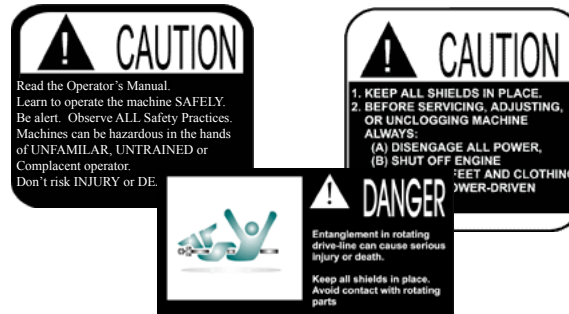 CAUTION
Read the Operator's Manual.
Learn to operate the machine SAFELY.
Be alert. Observe ALL Safety Practices.
Machines can be hazardous in the hands
of UNFAMILAR, UNTRAINED or
Complacent operator.
Don't risk INJURY or
CAUTION
1. KEEP ALL SHIELDS IN PLACE.
2. BEFORE SERVICING, ADJUSTING,
OR UNCLOGGING MACHINE
ALWAYS:
(A) DISENGAGE ALL POWER,
(B) SHUT OFF ENGINE
FEET AND CLOTHING
POWER-DRIVEN
DANGER
Entanglement in rotating
drive-line can cause serious
injury or death.
Keep all shields in place.
Avoid contact with rotating
parts